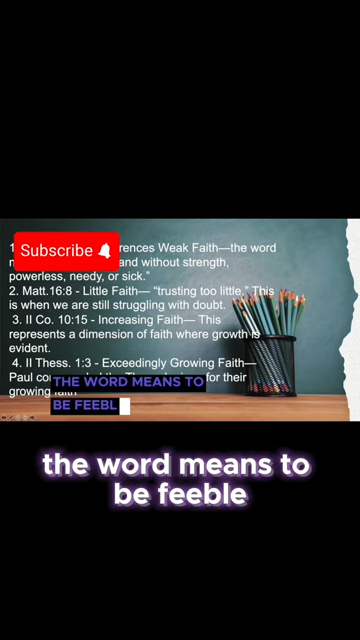 1
Subscribe
rences Weak Faith—the word
and without strength,
powerless, needy, or sick.”
2. Matt.16:8 - Little Faith— “trusting too little.” This
is when we are still struggling with doubt.
3. II Co. 10:15 - Increasing Faith— This
represents a dimension of faith where growth is
evident.
4. II Thess. 1:3 - Exceedingly Growing Faith—
Paul for their
growing faith
THE WORD MEANS TO
BE FEEBL
the word means to
be feeble